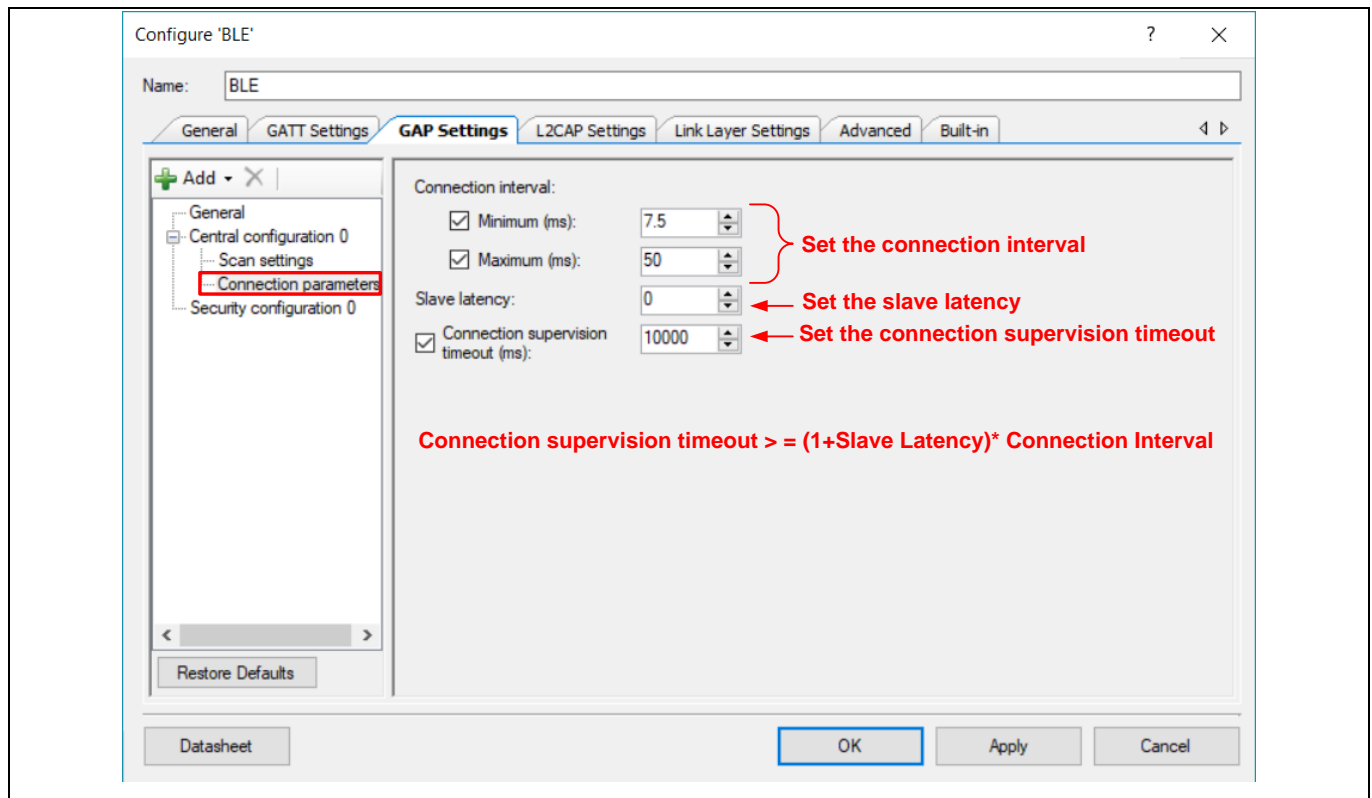 Configure 'BLE' ? ×
Name: BLE
General GATT Settings GAP Settings L2CAP Settings Link Layer Settings Advanced Built-in
Add
General
Central configuration 0
Scan settings
Connection parameters
Security configuration 0
Restore Defaults
Connection interval:
Minimum (ms): 7.5
Maximum (ms): 50
Set the connection interval
Slave latency: 0 Set the slave latency
Connection supervision
timeout (ms): 10000 Set the connection supervision timeout
Connection supervision timeout > = (1+Slave Latency)* Connection Interval
Datasheet OK Apply Cancel